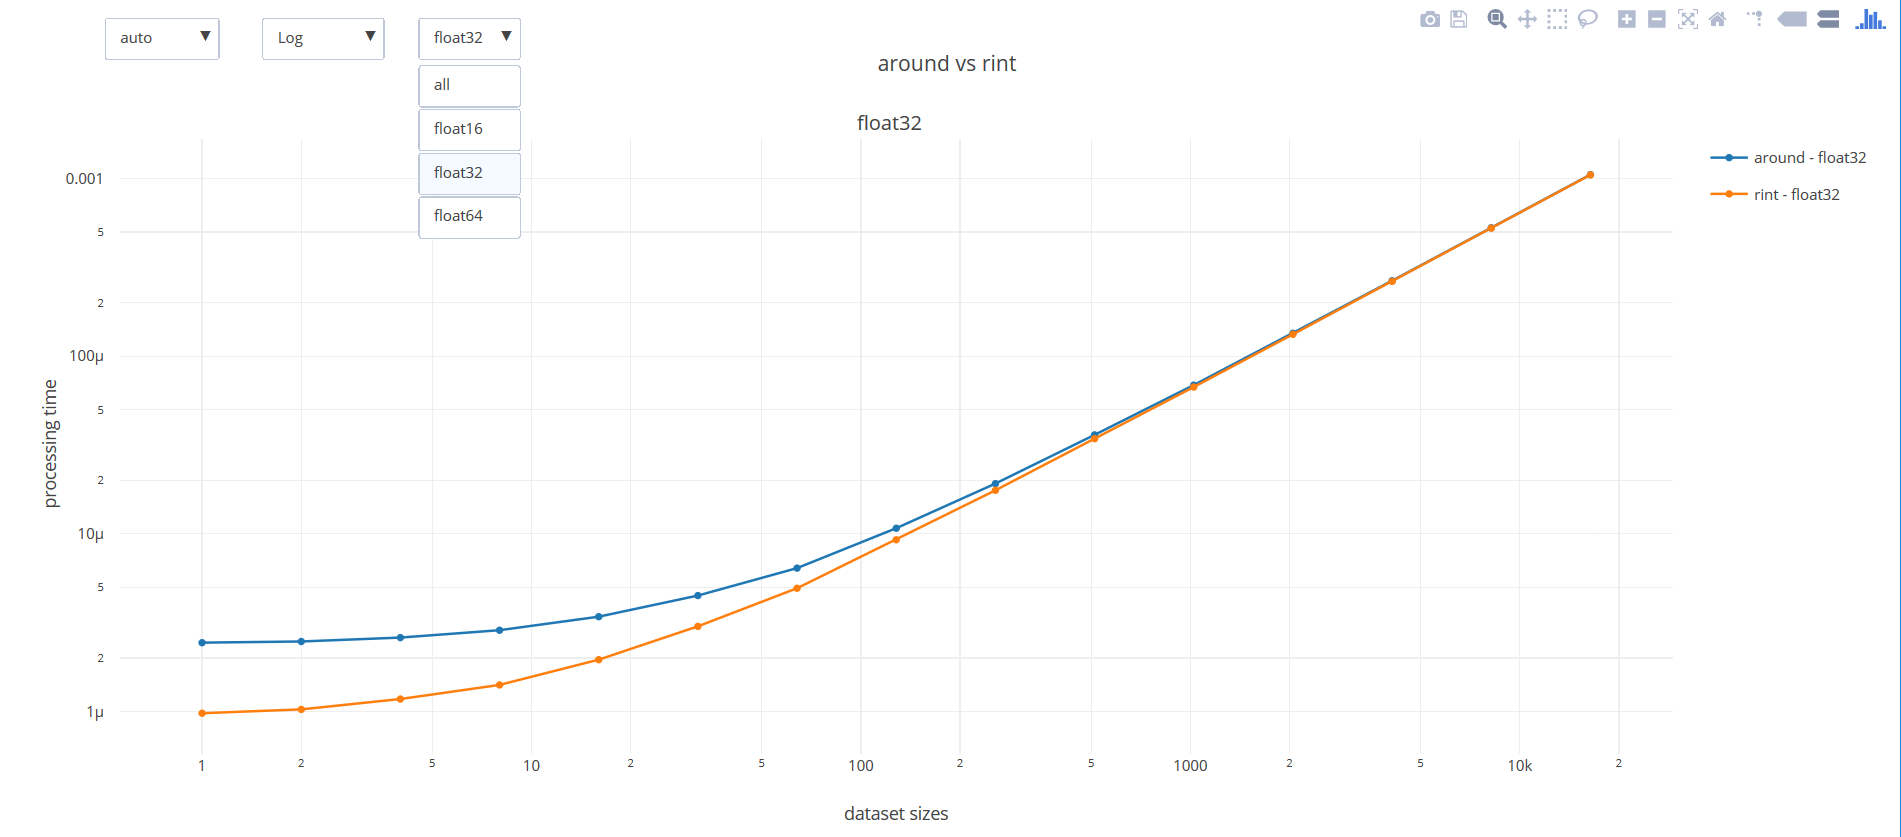 auto ▼
Log ▼
float32 ▼
all
float16
float32
float64
around vs rint
float32
around - float32
rint - float32
processing time
0.001
5
2
100μ
5
2
10μ
5
2
1μ
1 2 5 10 2 5 100 2 5 1000 2 5 10k 2
dataset sizes